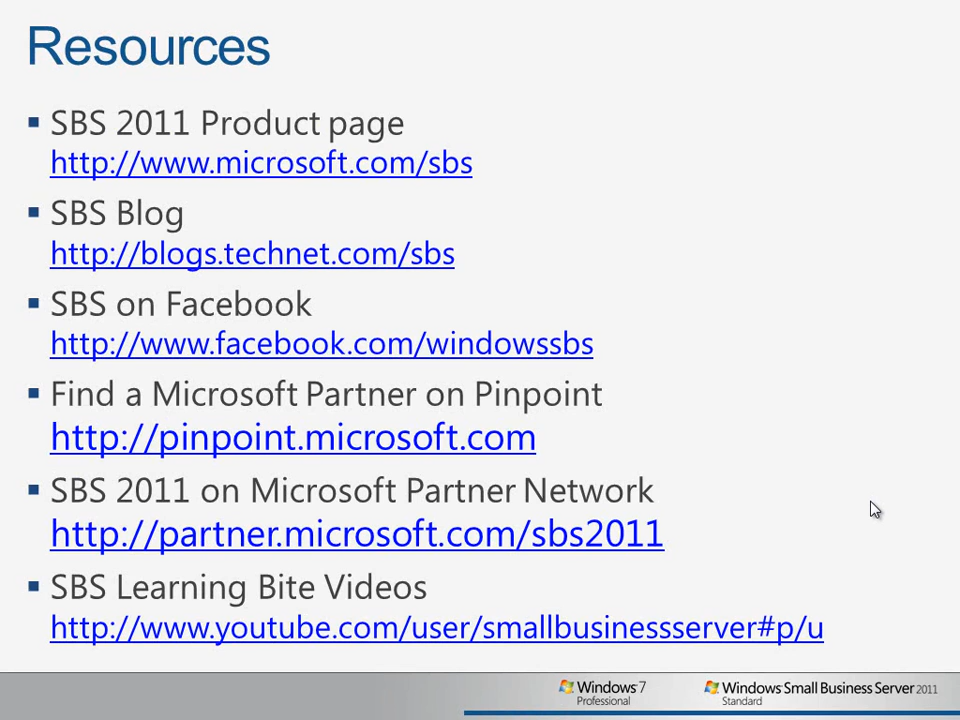 Resources
SBS 2011 Product page
http://www.microsoft.com/sbs
SBS Blog
http://blogs.technet.com/sbs
SBS on Facebook
http://www.facebook.com/windowssbs
Find a Microsoft Partner on Pinpoint
http://pinpoint.microsoft.com
SBS 2011 on Microsoft Partner Network
http://partner.microsoft.com/sbs2011
SBS Learning Bite Videos
http://www.youtube.com/user/smallbusinessserver#p/u
Windows 7
Professional
Windows Small Business Server 2011
Standard